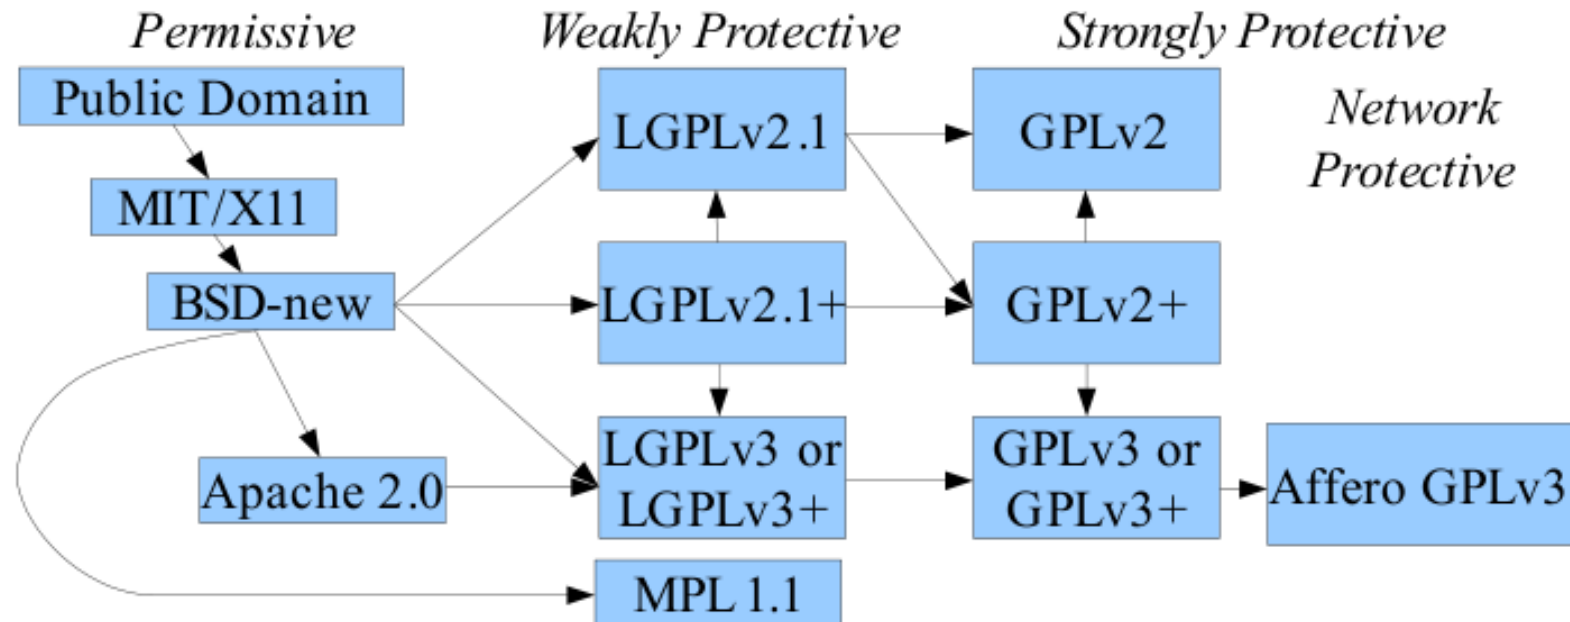 Permissive
Weakly Protective
Strongly Protective
Network
Protective
Public Domain
MIT/X11
BSD-new
Apache 2.0
LGPLv2.1
LGPLv2.1+
LGPLv3 or
LGPLv3+
MPL 1.1
GPLv2
GPLv2+
GPLv3 or
GPLv3+
Affero GPLv3